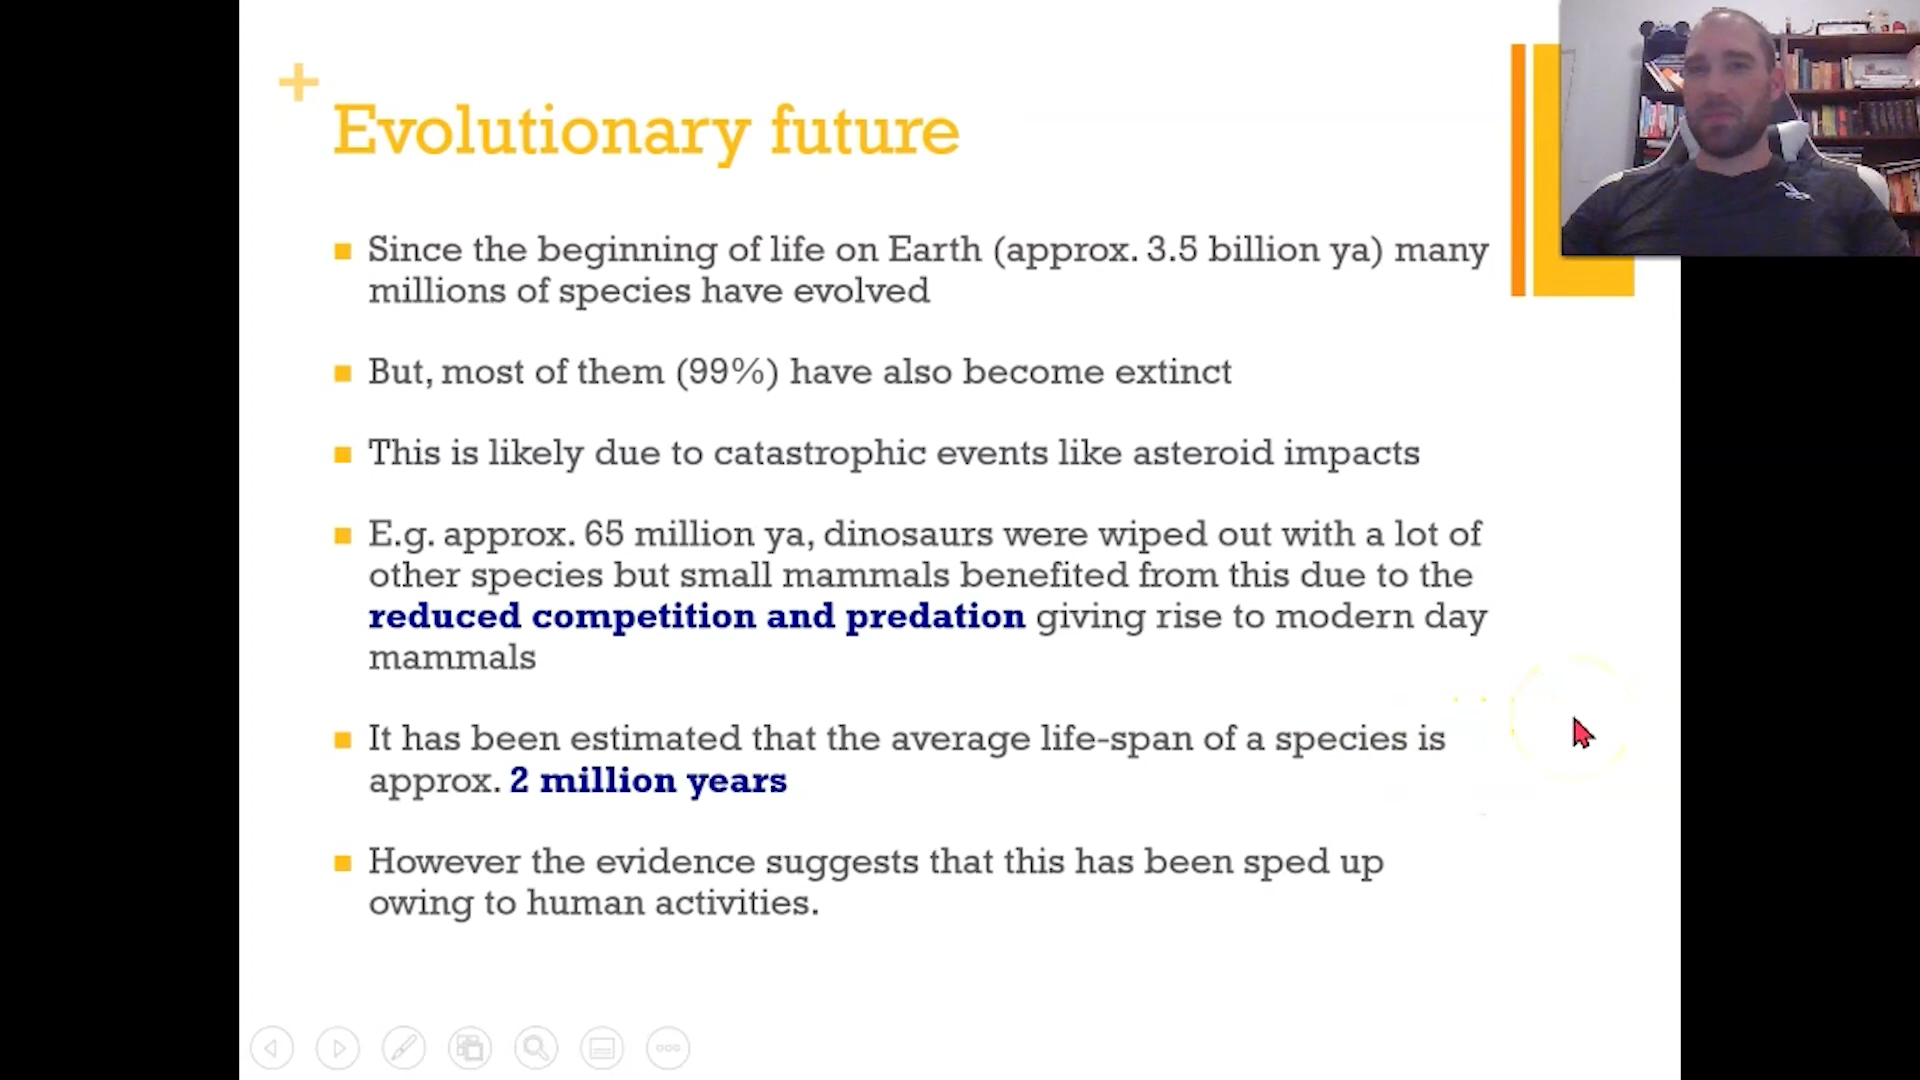 Evolutionary future
Since the beginning of life on Earth (approx. 3.5 billion ya) many
millions of species have evolved
But, most of them (99%) have also become extinct
This is likely due to catastrophic events like asteroid impacts
E.g. approx. 65 million ya, dinosaurs were wiped out with a lot of
other species but small mammals benefited from this due to the
reduced competition and predation giving rise to modern day
mammals
It has been estimated that the average life-span of a species is
approx. 2 million years
However the evidence suggests that this has been sped up
owing to human activities.